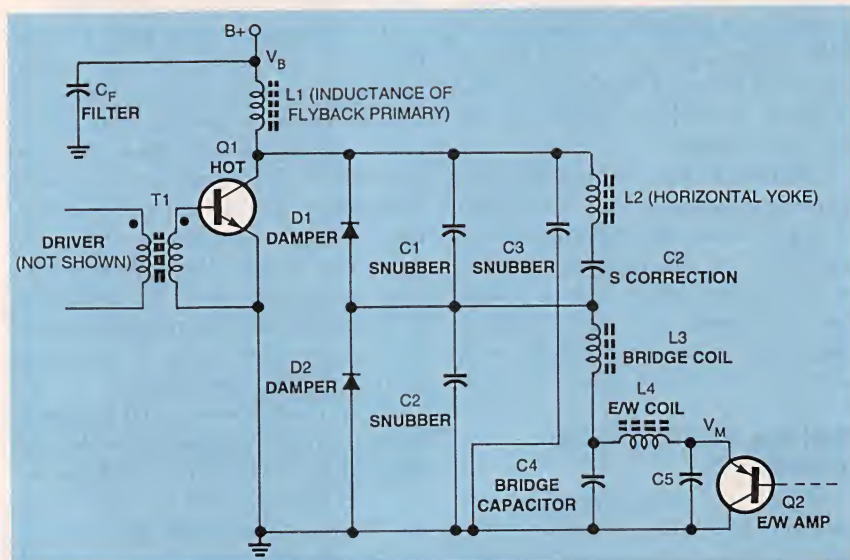 B+
V_B
C_F
FILTER
L1 (INDUCTANCE OF
FLYBACK PRIMARY)
Q1
HOT
T1
DRIVER
(NOT SHOWN)
D1
DAMPER
C1
SNUBBER
C3
SNUBBER
L2 (HORIZONTAL YOKE)
C2
S CORRECTION
D2
DAMPER
C2
SNUBBER
L3
BRIDGE COIL
L4
E/W COIL
V_M
C4
BRIDGE
CAPACITOR
C5
Q2
E/W AMP